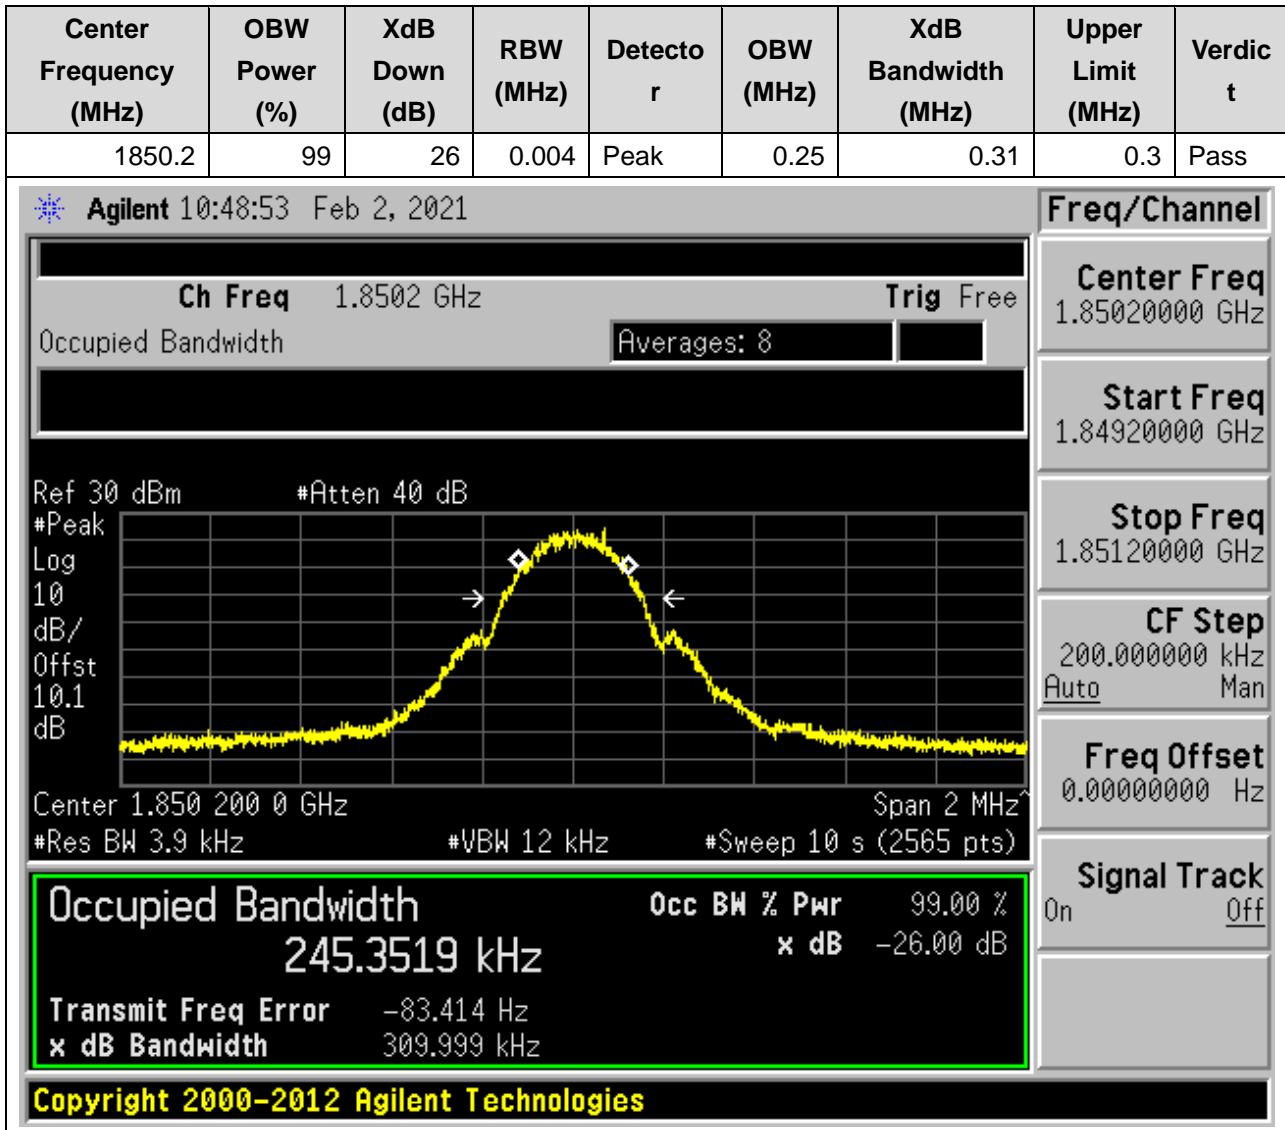 Center Frequency (MHz) OBW Power (%) XdB Down (dB) RBW (MHz) Detecto r OBW (MHz) XdB Bandwidth (MHz) Upper Limit (MHz) Verdic t
1850.2 99 26 0.004 Peak 0.25 0.31 0.3 Pass
Agilent 10:48:53 Feb 2, 2021
Freq/Channel
Ch Freq 1.8502 GHz Trig Free
Occupied Bandwidth Averages: 8
Ref 30 dBm #Atten 40 dB
#Peak
Log
10
dB/
Offst
10.1
dB
Center 1.850 200 0 GHz Span 2 MHz^
#Res BW 3.9 kHz #VBW 12 kHz #Sweep 10 s (2565 pts)
Occupied Bandwidth Occ BW % Pwr 99.00 %
245.3519 kHz x dB -26.00 dB
Transmit Freq Error -83.414 Hz
x dB Bandwidth 309.999 kHz
Copyright 2000-2012 Agilent Technologies
Center Freq
1.85020000 GHz
Start Freq
1.84920000 GHz
Stop Freq
1.85120000 GHz
CF Step
200.000000 kHz
Auto Man
Freq Offset
0.00000000 Hz
Signal Track
On Off